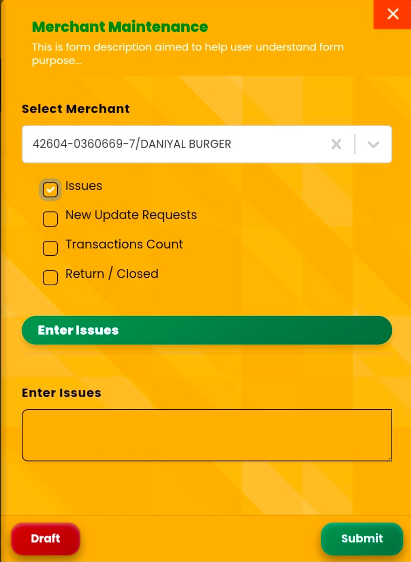 Merchant Maintenance
This is form description aimed to help user understand form
purpose...
Select Merchant
42604-0360669-7/DANIYAL BURGER
Issues
New Update Requests
Transactions Count
Return / Closed
Enter Issues
Enter Issues
Draft
Submit